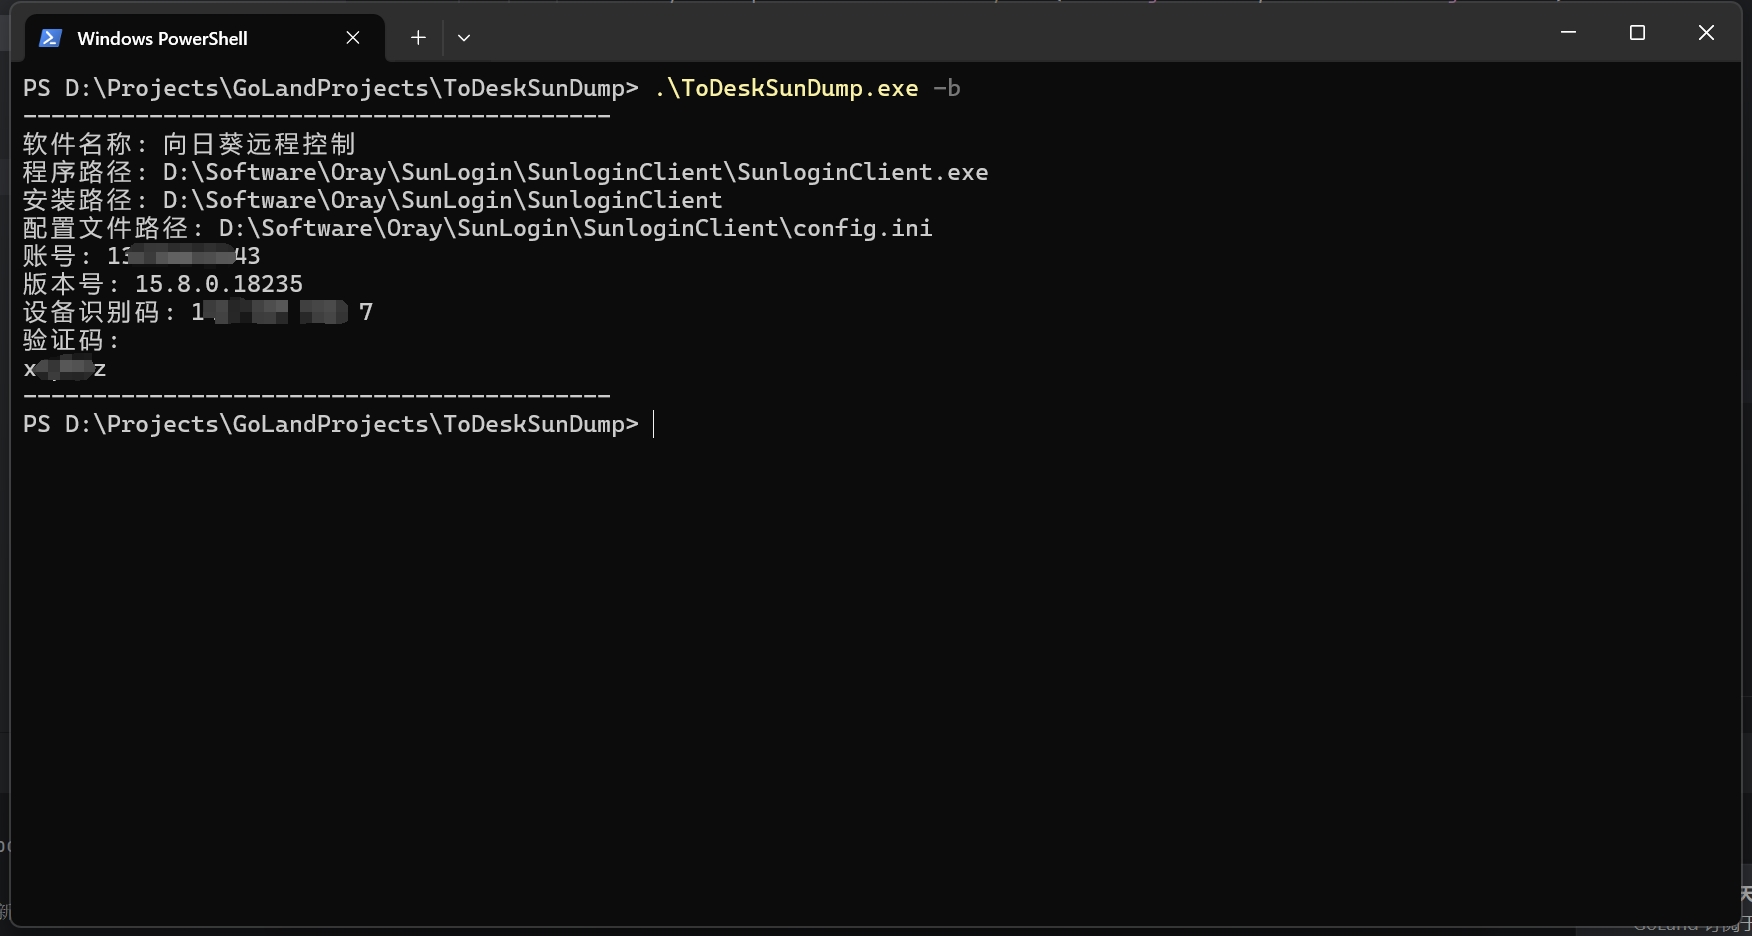 Windows PowerShell
PS D:\Projects\GoLandProjects\ToDeskSunDump> .\ToDeskSunDump.exe -b
------------------------------------------
软件名称: 向日葵远程控制
程序路径: D:\Software\Oray\SunLogin\SunloginClient\SunloginClient.exe
安装路径: D:\Software\Oray\SunLogin\SunloginClient
配置文件路径: D:\Software\Oray\SunLogin\SunloginClient\config.ini
账号: 13 43
版本号: 15.8.0.18235
设备识别码: 1 7
验证码:
x z
------------------------------------------
PS D:\Projects\GoLandProjects\ToDeskSunDump>